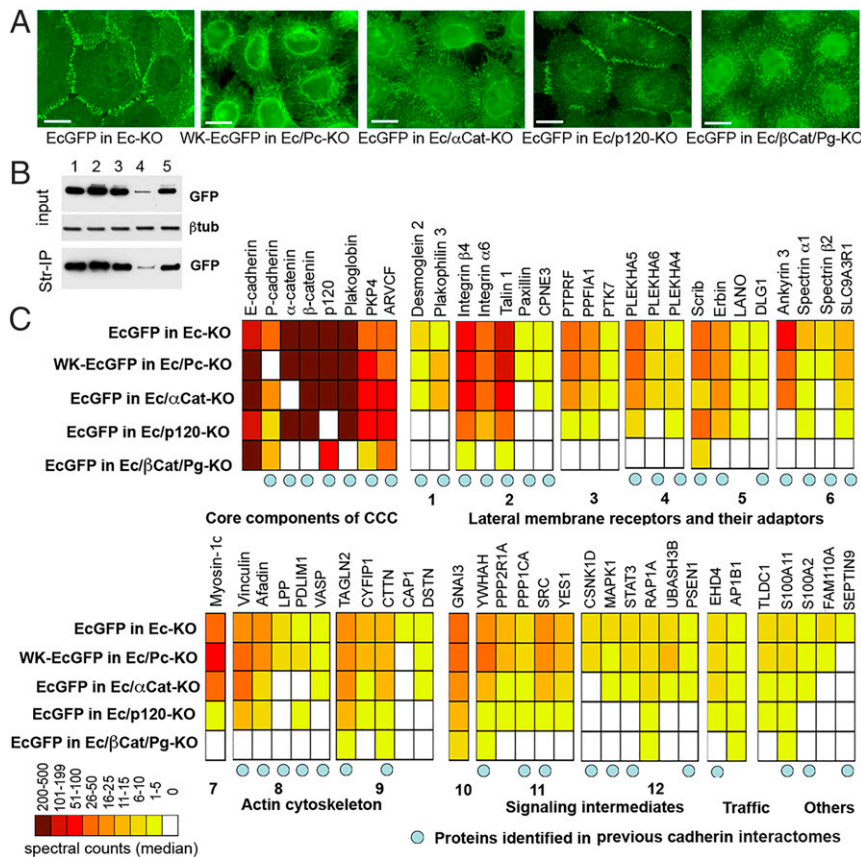 A
EcGFP in Ec-KO
WK-EcGFP in Ec/Pc-KO
EcGFP in Ec/αCat-KO
EcGFP in Ec/p120-KO
EcGFP in Ec/βCat/Pg-KO
B
1 2 3 4 5
input
GFP
βtub
Str-IP
GFP
C
E-cadherin
P-cadherin
α-catenin
β-catenin
p120
Plakoglobin
PKP4
ARVCF
Desmoglein 2
Plakophilin 3
Integrin β4
Integrin α6
Talin 1
Paxillin
CPNE3
PTPRF
PPFIA1
PTK7
PLEKHA5
PLEKHA6
PLEKHA4
Scrib
Erbin
LANO
DLG1
Ankyrin 3
Spectrin α1
Spectrin β2
SLC9A3R1
EcGFP in Ec-KO
WK-EcGFP in Ec/Pc-KO
EcGFP in Ec/αCat-KO
EcGFP in Ec/p120-KO
EcGFP in Ec/βCat/Pg-KO
1 2 3 4 5 6
Core components of CCC
Lateral membrane receptors and their adaptors
Myosin-1c
Vinculin
Afadin
LPP
PDLIM1
VASP
TAGLN2
CYFIP1
CTTN
CAP1
DSTN
GNAI3
YWHAH
PPP2R1A
PPP1CA
SRC
YES1
CSNK1D
MAPK1
STAT3
RAP1A
UBASH3B
PSEN1
EHD4
AP1B1
TLDC1
S100A11
S100A2
FAM110A
SEPTIN9
EcGFP in Ec-KO
WK-EcGFP in Ec/Pc-KO
EcGFP in Ec/αCat-KO
EcGFP in Ec/p120-KO
EcGFP in Ec/βCat/Pg-KO
7 8 9 10 11 12
Actin cytoskeleton
Signaling intermediates
Traffic
Others
200-500
101-199
51-100
26-50
16-25
11-15
6-10
1-5
0
spectral counts (median)
Proteins identified in previous cadherin interactomes